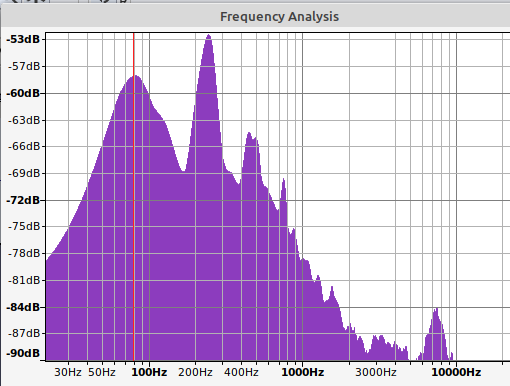 Frequency Analysis
-53dB
-57dB
-60dB
-63dB
-66dB
-69dB
-72dB
-75dB
-78dB
-81dB
-84dB
-87dB
-90dB
30Hz 50Hz 100Hz 200Hz 400Hz 1000Hz 3000Hz 10000Hz